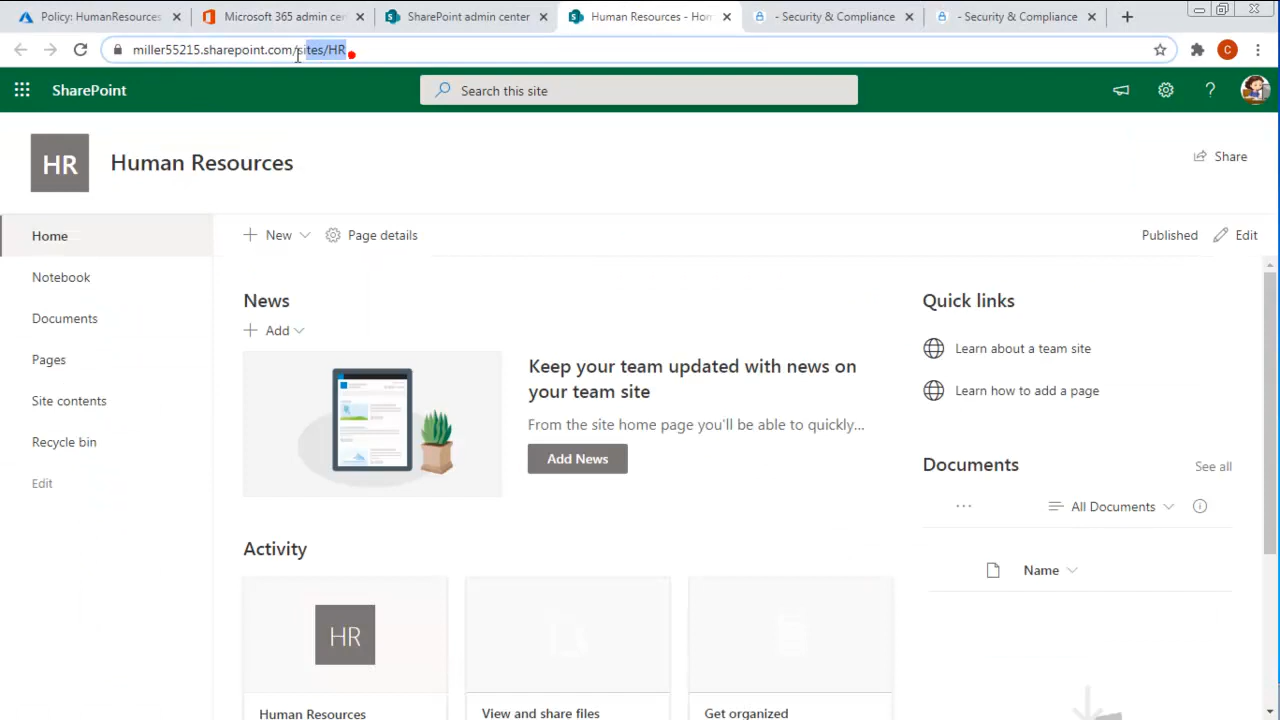 Policy: HumanResources
Microsoft 365 admin cen
SharePoint admin center
Human Resources - Hom
- Security & Compliance
- Security & Compliance
miller55215.sharepoint.com/sites/HR
C
SharePoint
Search this site
HR
Human Resources
Share
Home
New
Page details
Published
Edit
Notebook
Documents
Pages
Site contents
Recycle bin
Edit
News
Add
Keep your team updated with news on
your team site
From the site home page you'll be able to quickly...
Add News
Quick links
Learn about a team site
Learn how to add a page
Documents
See all
All Documents
Name
Activity
HR
Human Resources
View and share files
Get organized